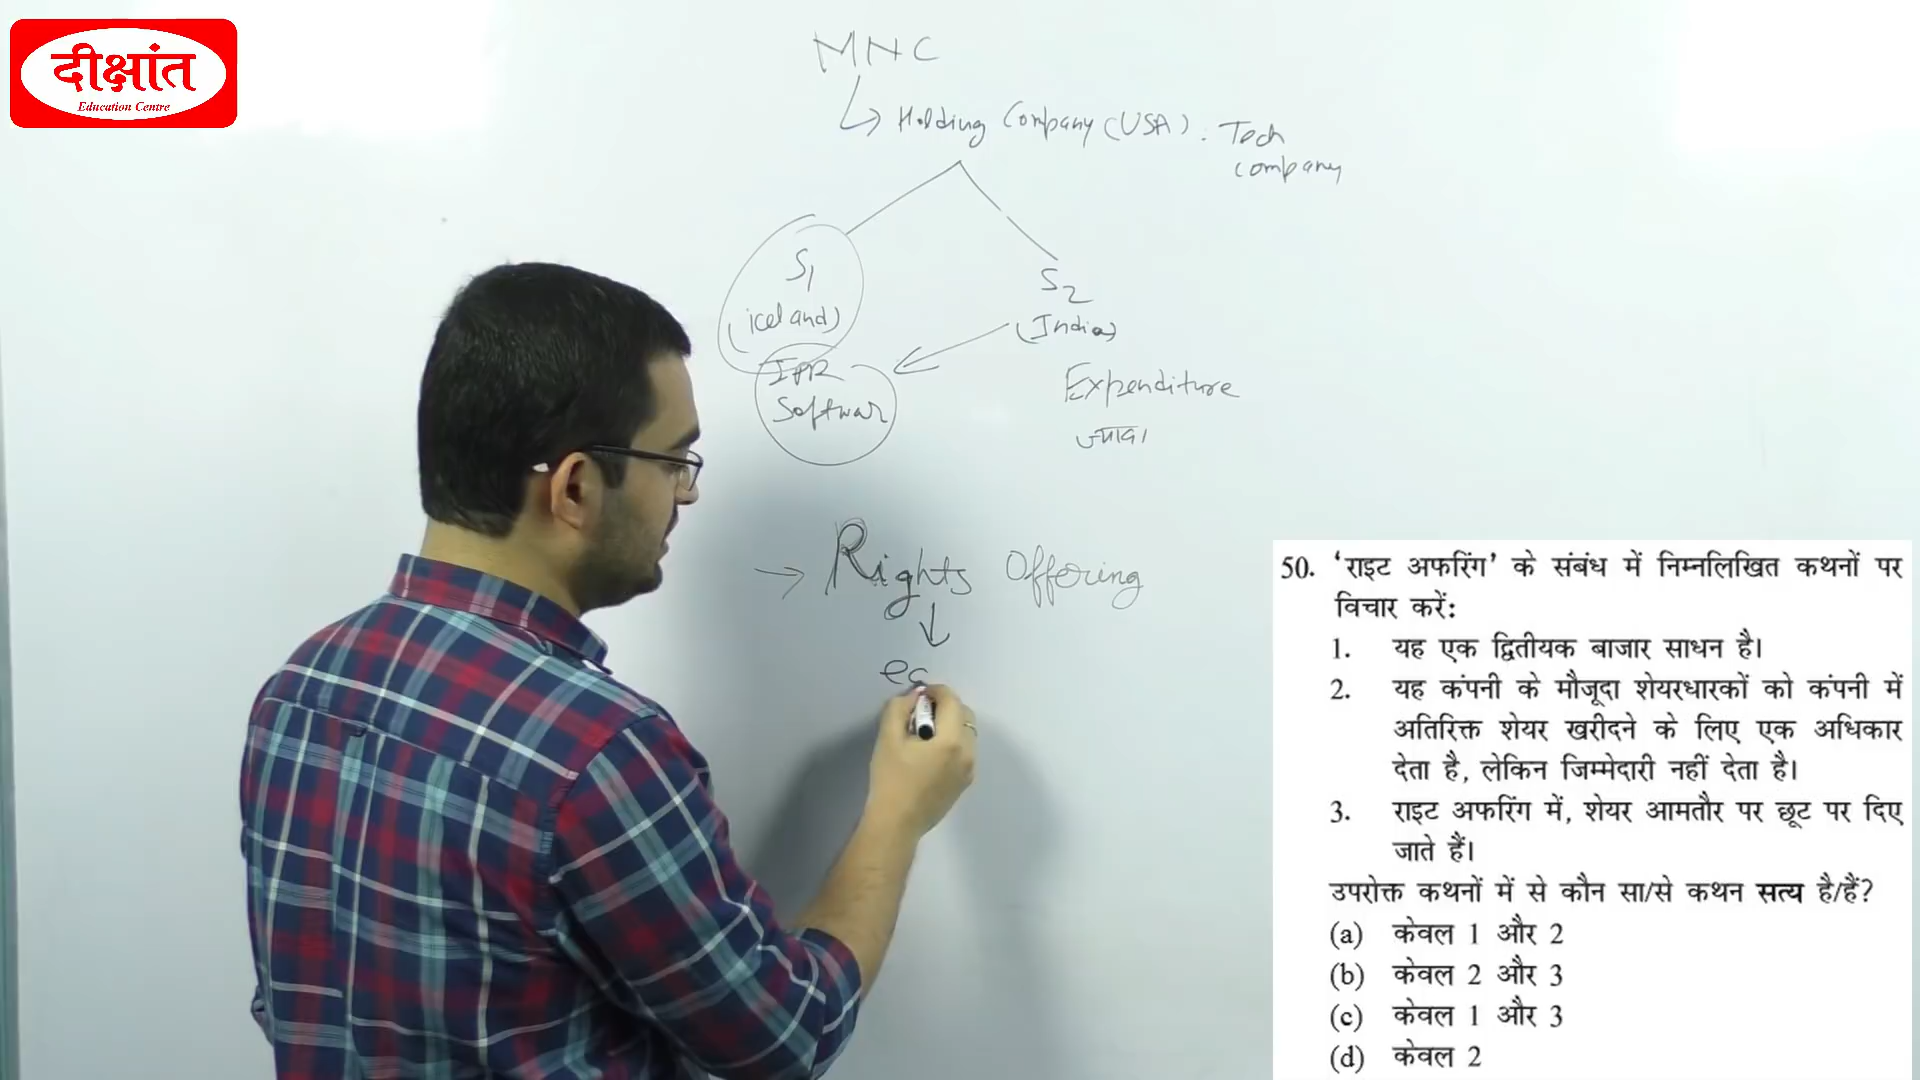 दीक्षांत
Education Centre
MNC
Holding Company (USA). Tech
company
S1
(iceland)
IPR
Softwar
S2
(India)
Expenditure
ज्यादा
→ Rights Offering
50. ‘राइट अफरिंग’ के संबंध में निम्नलिखित कथनों पर
विचार करें:
1. यह एक द्वितीयक बाजार साधन है।
2. यह कंपनी के मौजूदा शेयरधारकों को कंपनी में
अतिरिक्त शेयर खरीदने के लिए एक अधिकार
देता है, लेकिन जिम्मेदारी नहीं देता है।
3. राइट अफरिंग में, शेयर आमतौर पर छूट पर दिए
जाते हैं।
उपरोक्त कथनों में से कौन सा/से कथन सत्य है/हैं?
(a) केवल 1 और 2
(b) केवल 2 और 3
(c) केवल 1 और 3
(d) केवल 2